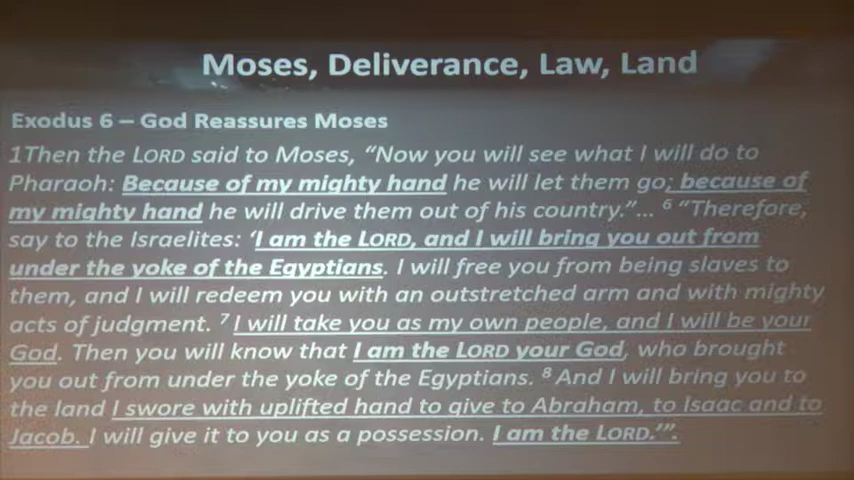 Moses, Deliverance, Law, Land
Exodus 6 – God Reassures Moses
1Then the LORD said to Moses, “Now you will see what I will do to
Pharaoh: Because of my mighty hand he will let them go; because of
my mighty hand he will drive them out of his country.”... 6 “Therefore,
say to the Israelites: ‘I am the LORD, and I will bring you out from
under the yoke of the Egyptians. I will free you from being slaves to
them, and I will redeem you with an outstretched arm and with mighty
acts of judgment. 7 I will take you as my own people, and I will be your
God. Then you will know that I am the LORD your God, who brought
you out from under the yoke of the Egyptians. 8 And I will bring you to
the land I swore with uplifted hand to give to Abraham, to Isaac and to
Jacob. I will give it to you as a possession. I am the LORD.’”.